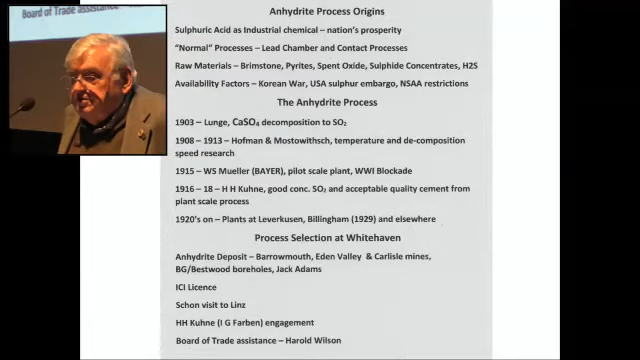 Board of Trade assistance
Anhydrite Process Origins
Sulphuric Acid as Industrial chemical – nation's prosperity
"Normal" Processes – Lead Chamber and Contact Processes
Raw Materials – Brimstone, Pyrites, Spent Oxide, Sulphide Concentrates, H2S
Availability Factors – Korean War, USA sulphur embargo, NSAA restrictions
The Anhydrite Process
1903 – Lunge, CaSO₄ decomposition to SO₂
1908 – 1913 – Hofman & Mostowithsch, temperature and de-composition
speed research
1915 – WS Mueller (BAYER), pilot scale plant, WWI Blockade
1916 – 18 – H H Kuhne, good conc. SO₂ and acceptable quality cement from
plant scale process
1920's on – Plants at Leverkusen, Billingham (1929) and elsewhere
Process Selection at Whitehaven
Anhydrite Deposit – Barrowmouth, Eden Valley & Carlisle mines,
BG/Bestwood boreholes, Jack Adams
ICI Licence
Schon visit to Linz
HH Kuhne (I G Farben) engagement
Board of Trade assistance – Harold Wilson